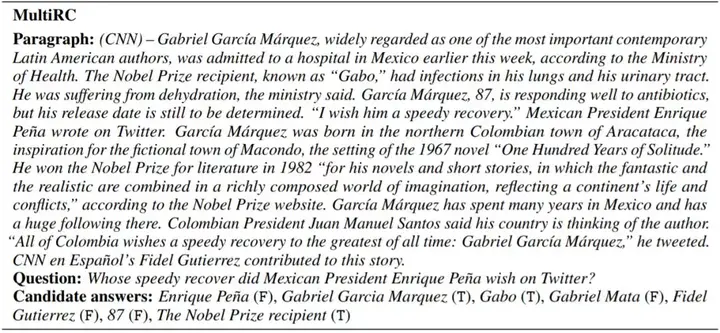 MultiRC
Paragraph: (CNN) – Gabriel García Márquez, widely regarded as one of the most important contemporary
Latin American authors, was admitted to a hospital in Mexico earlier this week, according to the Ministry
of Health. The Nobel Prize recipient, known as “Gabo,” had infections in his lungs and his urinary tract.
He was suffering from dehydration, the ministry said. García Márquez, 87, is responding well to antibiotics,
but his release date is still to be determined. “I wish him a speedy recovery.” Mexican President Enrique
Peña wrote on Twitter. García Márquez was born in the northern Colombian town of Aracataca, the
inspiration for the fictional town of Macondo, the setting of the 1967 novel “One Hundred Years of Solitude.”
He won the Nobel Prize for literature in 1982 “for his novels and short stories, in which the fantastic and
the realistic are combined in a richly composed world of imagination, reflecting a continent’s life and
conflicts,” according to the Nobel Prize website. García Márquez has spent many years in Mexico and has
a huge following there. Colombian President Juan Manuel Santos said his country is thinking of the author.
“All of Colombia wishes a speedy recovery to the greatest of all time: Gabriel García Márquez,” he tweeted.
CNN en Español’s Fidel Gutierrez contributed to this story.
Question: Whose speedy recover did Mexican President Enrique Peña wish on Twitter?
Candidate answers: Enrique Peña (F), Gabriel Garcia Marquez (T), Gabo (T), Gabriel Mata (F), Fidel
Gutierrez (F), 87 (F), The Nobel Prize recipient (T)